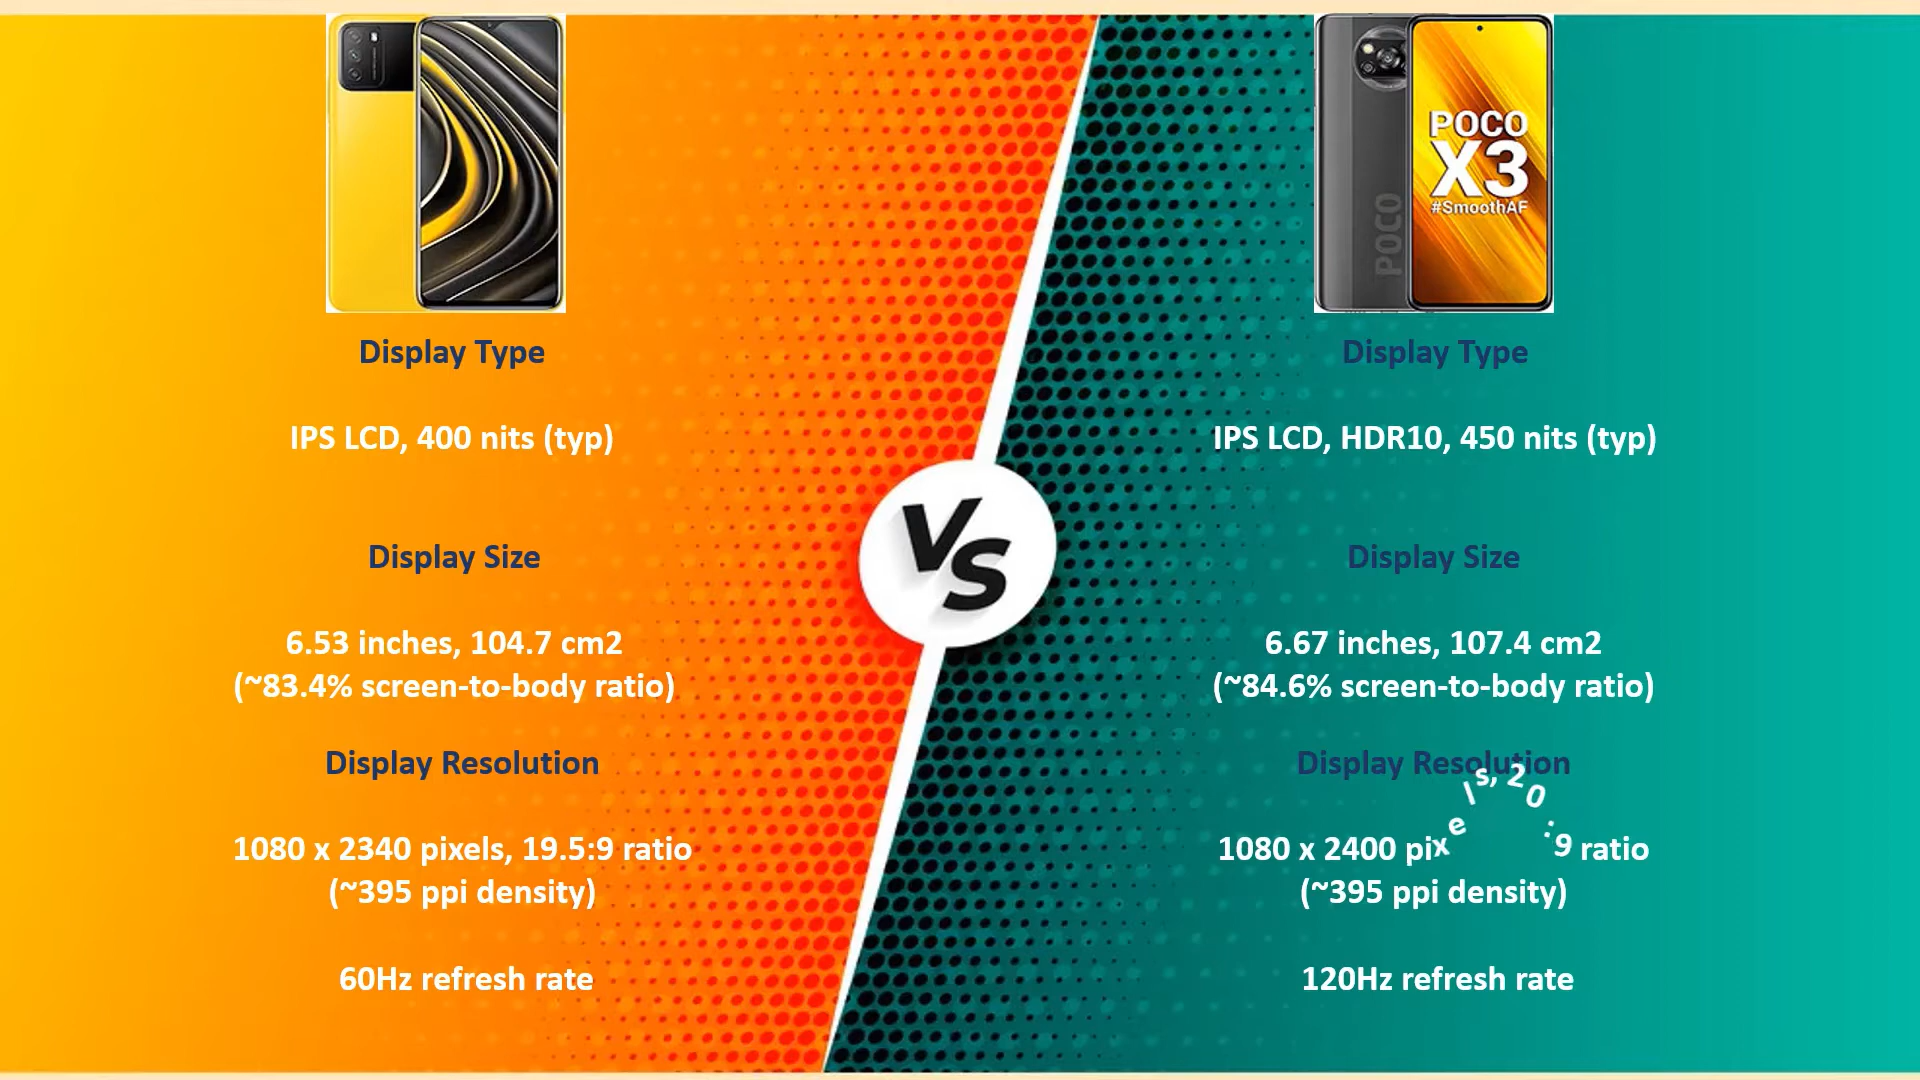 POCO
X3
#SmoothAF
POCO
Display Type
IPS LCD, 400 nits (typ)
Display Size
6.53 inches, 104.7 cm2
(~83.4% screen-to-body ratio)
Display Resolution
1080 x 2340 pixels, 19.5:9 ratio
(~395 ppi density)
60Hz refresh rate
VS
Display Type
IPS LCD, HDR10, 450 nits (typ)
Display Size
6.67 inches, 107.4 cm2
(~84.6% screen-to-body ratio)
Display Resolution
1080 x 2400 pixels, 20:9 ratio
(~395 ppi density)
120Hz refresh rate